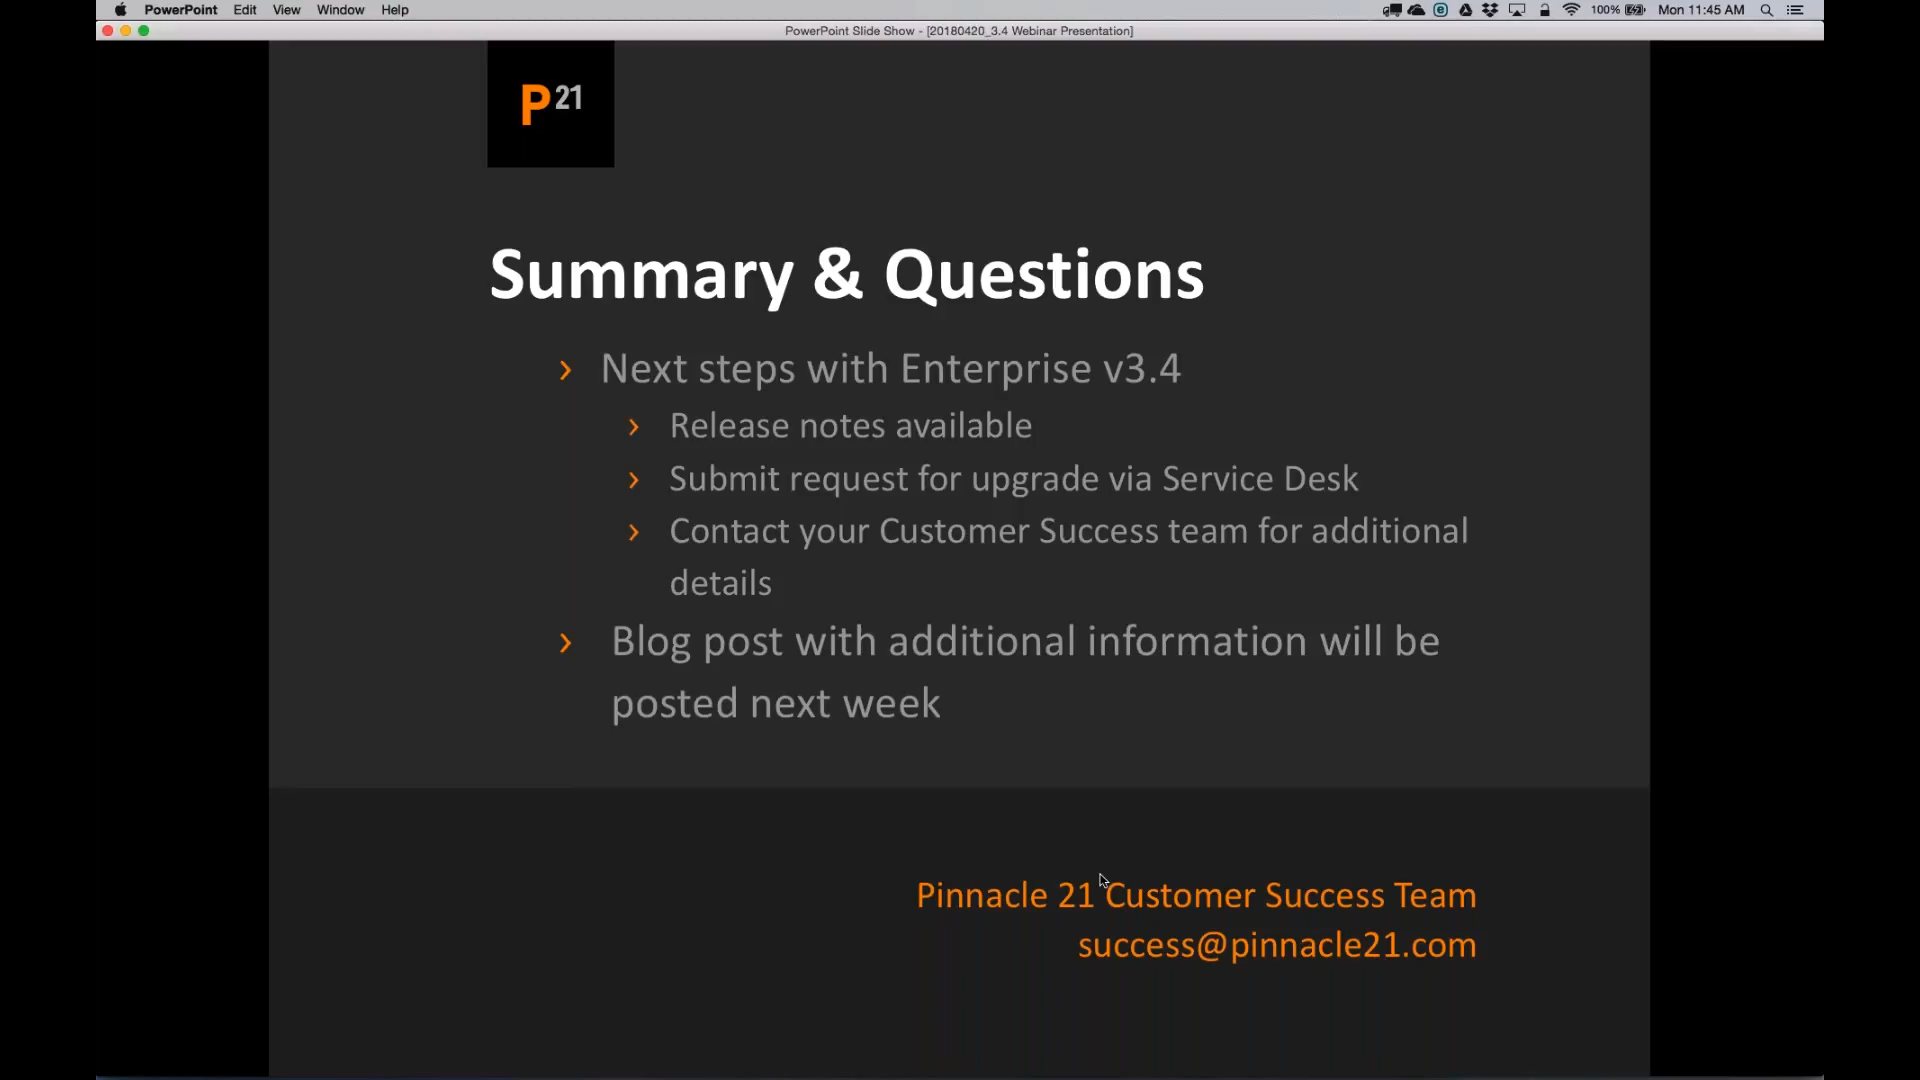 PowerPoint Edit View Window Help 100% Mon 11:45 AM
PowerPoint Slide Show - [20180420_3.4 Webinar Presentation]
P21
Summary & Questions
› Next steps with Enterprise v3.4
› Release notes available
› Submit request for upgrade via Service Desk
› Contact your Customer Success team for additional
details
› Blog post with additional information will be
posted next week
Pinnacle 21 Customer Success Team
success@pinnacle21.com